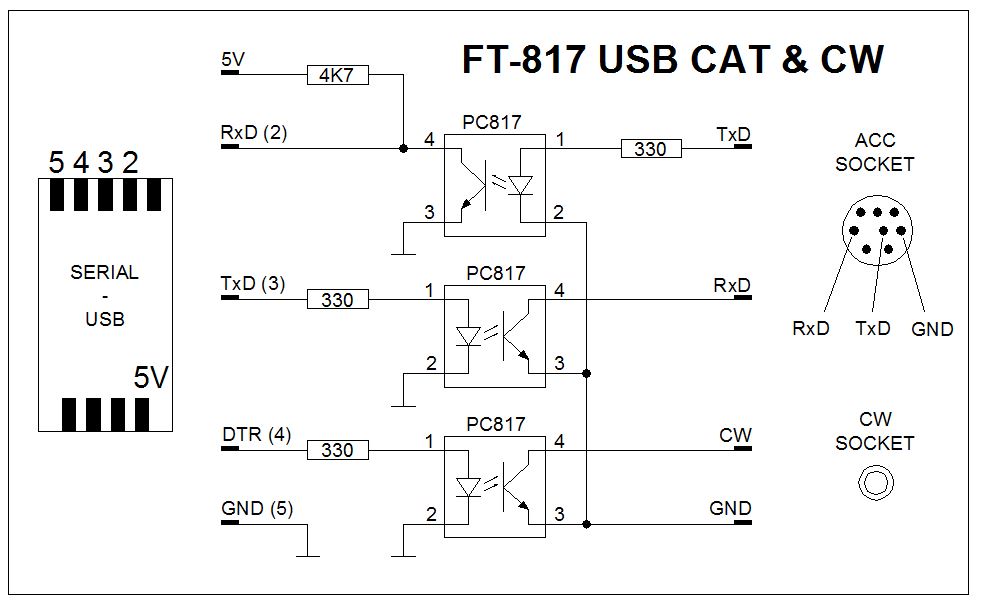 FT-817 USB CAT & CW
5V
4K7
RxD (2)
4
PC817
1
330
TxD
3
2
5 4 3 2
SERIAL
-
USB
5V
TxD (3)
330
1
PC817
4
RxD
2
3
DTR (4)
330
1
PC817
4
CW
GND (5)
2
3
GND
ACC
SOCKET
RxD
TxD
GND
CW
SOCKET